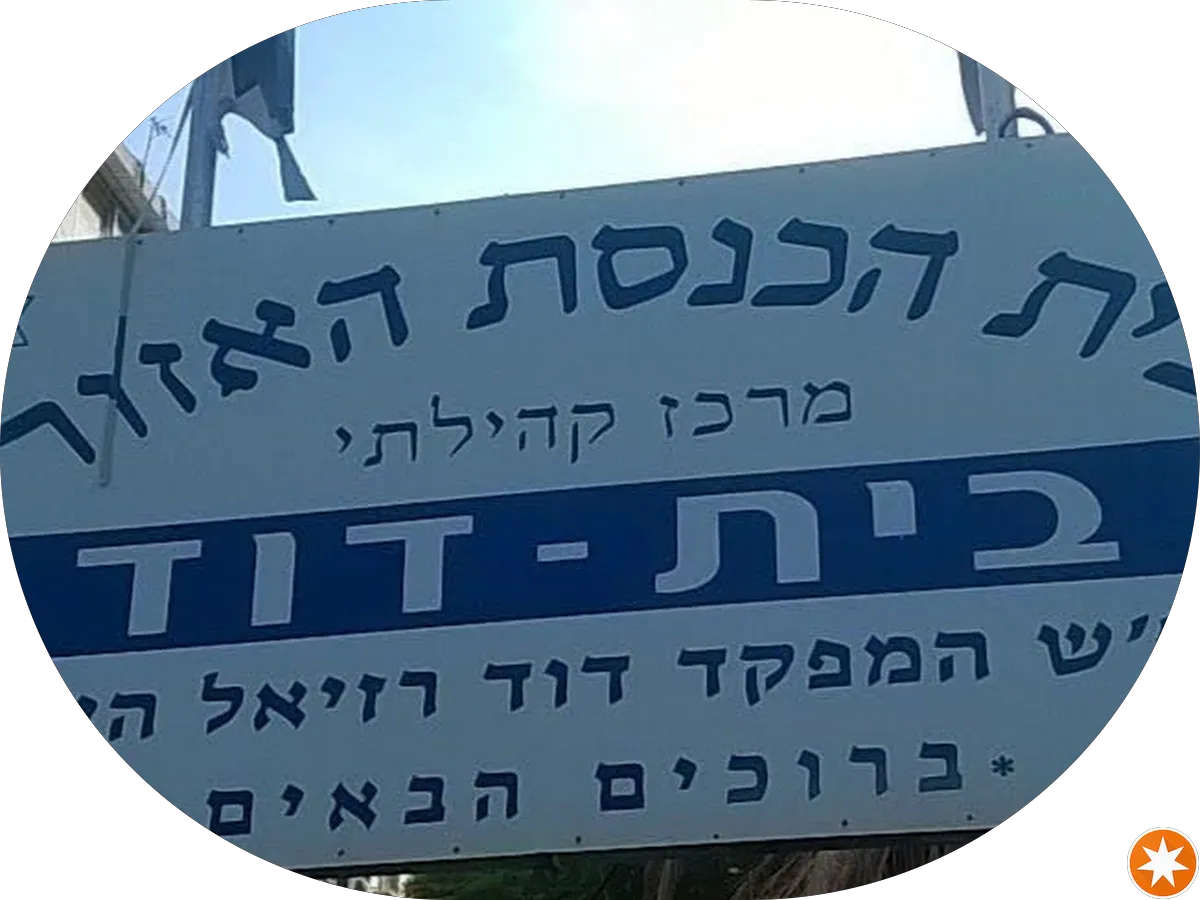 הכנסת
מרכז קהילתי
בית-דוד
המפקד דוד רזיאל
*ברוכים הבאים